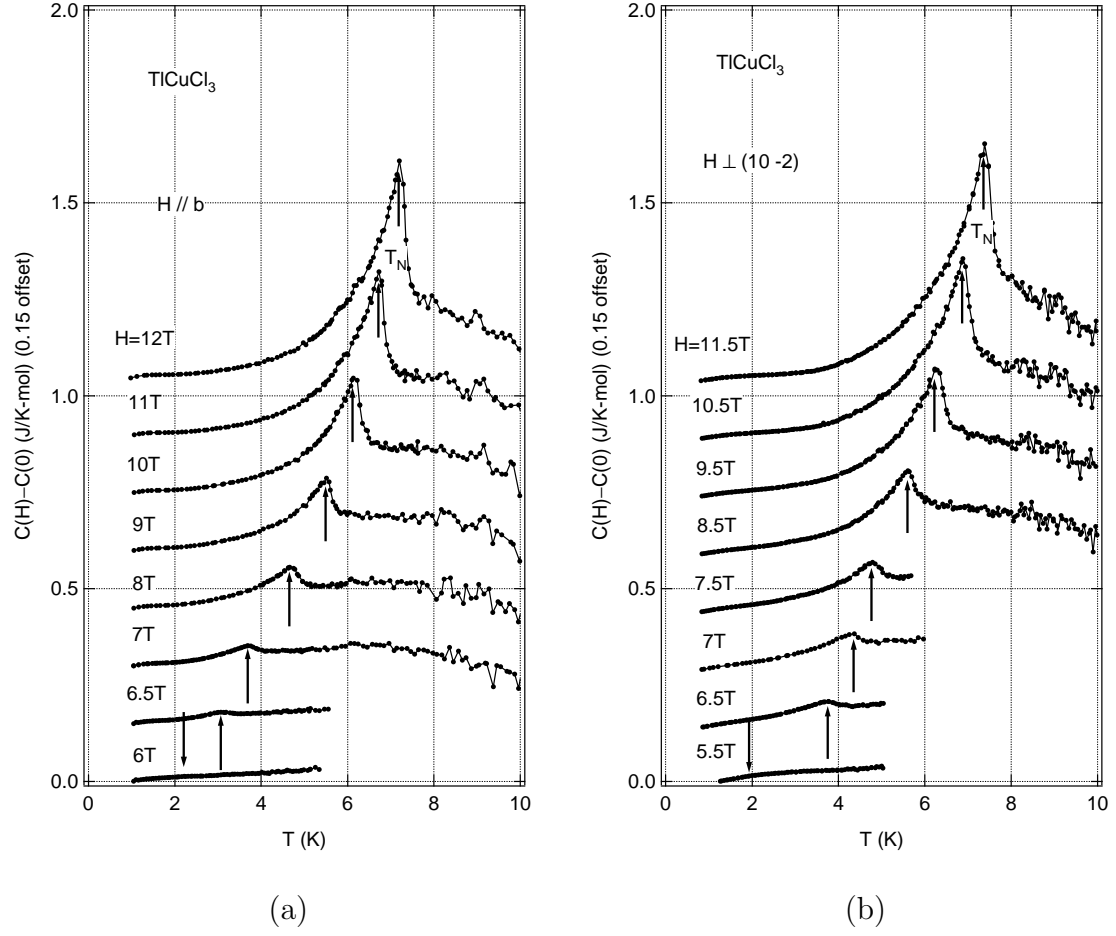 2.0
1.5
1.0
0.5
0.0
C(H)−C(0) (J/K-mol) (0.15 offset)
TlCuCl3
H // b
TN
H=12T
11T
10T
9T
8T
7T
6.5T
6T
0 2 4 6 8 10
T (K)
(a)
2.0
1.5
1.0
0.5
0.0
C(H)−C(0) (J/K-mol) (0.15 offset)
TlCuCl3
H ⊥ (10 -2)
TN
H=11.5T
10.5T
9.5T
8.5T
7.5T
7T
6.5T
5.5T
0 2 4 6 8 10
T (K)
(b)